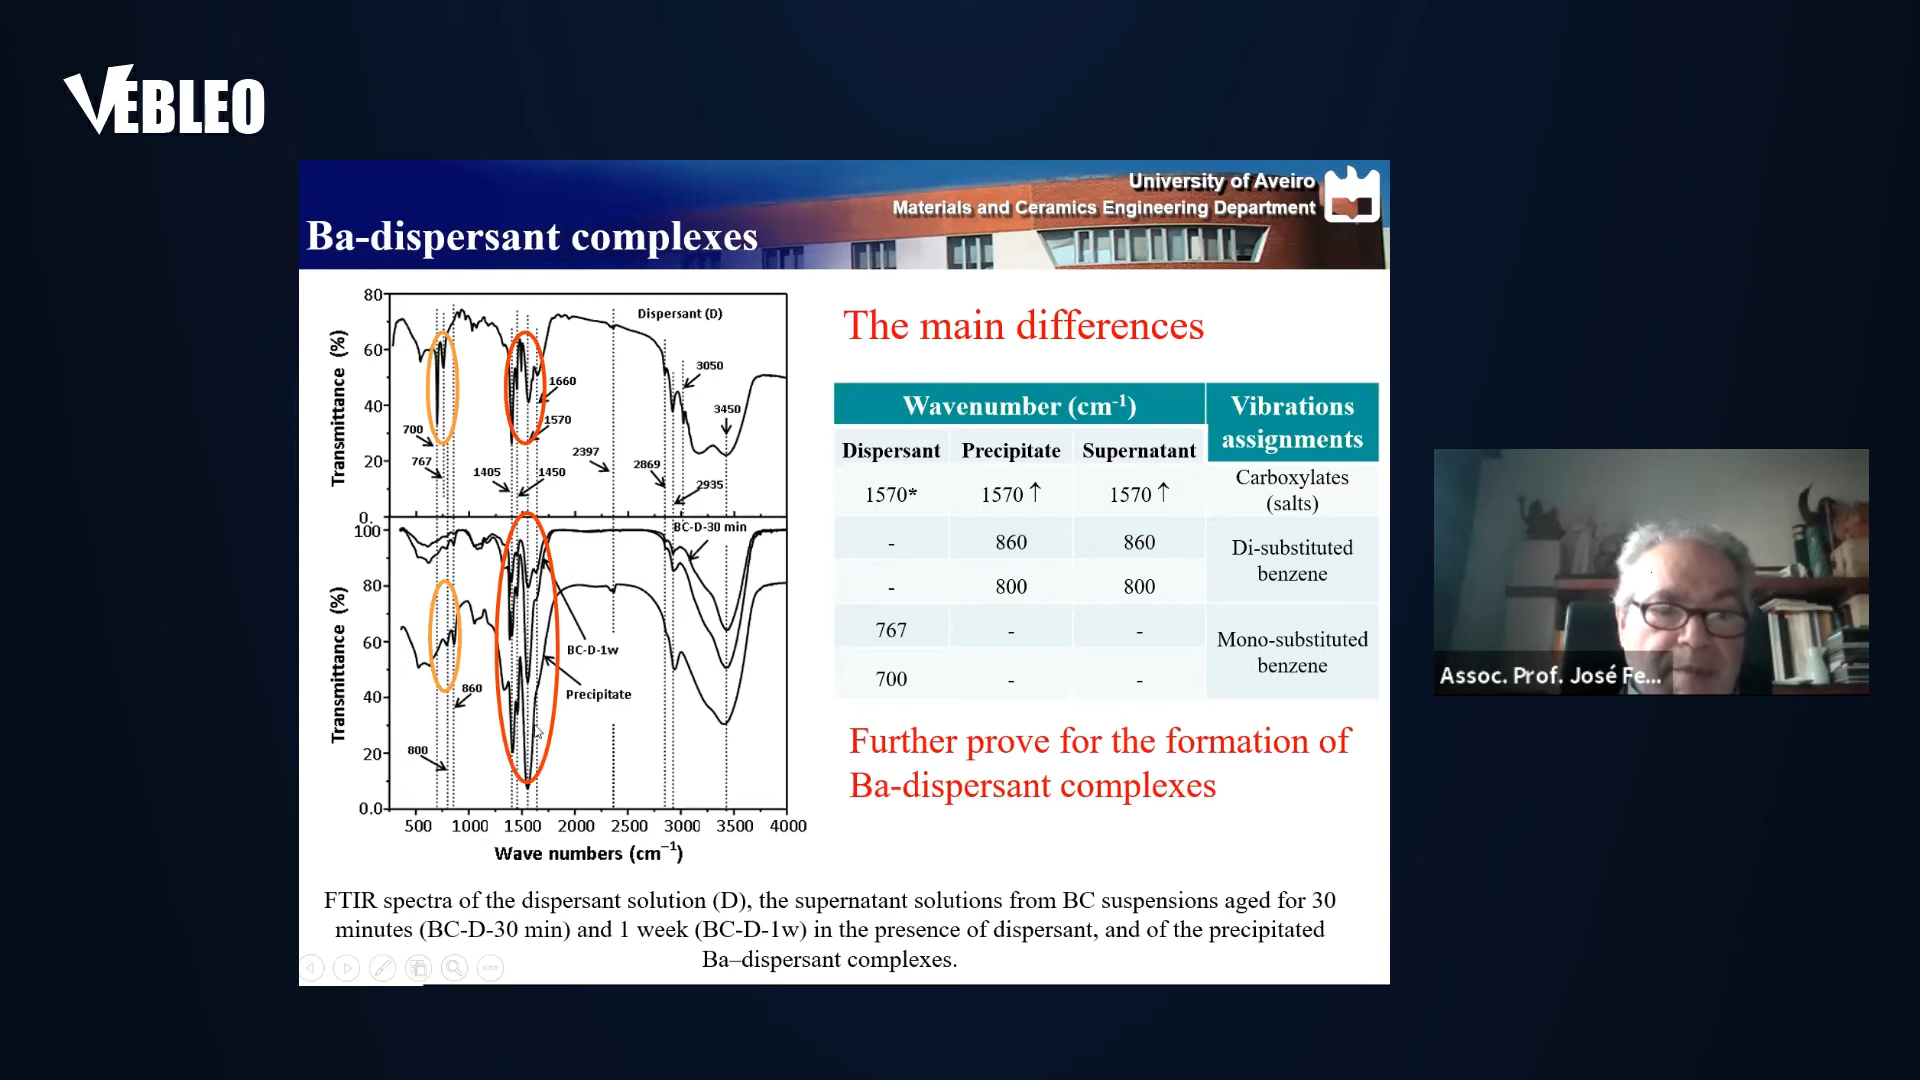 VEBLEO
University of Aveiro
Materials and Ceramics Engineering Department
Ba-dispersant complexes
80
60
40
20
0.
Transmittance (%)
Dispersant (D)
3050
1660
3450
1570
700
2397
767
1405
1450
2869
2935
100
80
60
40
20
0.0
Transmittance (%)
BC-D-30 min
BC-D-1w
Precipitate
860
800
500 1000 1500 2000 2500 3000 3500 4000
Wave numbers (cm⁻¹)
The main differences
Wavenumber (cm⁻¹) Vibrations assignments
Dispersant Precipitate Supernatant
1570* 1570 ↑ 1570 ↑ Carboxylates (salts)
- 860 860 Di-substituted benzene
- 800 800
767 - - Mono-substituted benzene
700 - -
Further prove for the formation of
Ba-dispersant complexes
FTIR spectra of the dispersant solution (D), the supernatant solutions from BC suspensions aged for 30
minutes (BC-D-30 min) and 1 week (BC-D-1w) in the presence of dispersant, and of the precipitated
Ba–dispersant complexes.
Assoc. Prof. José Fe...